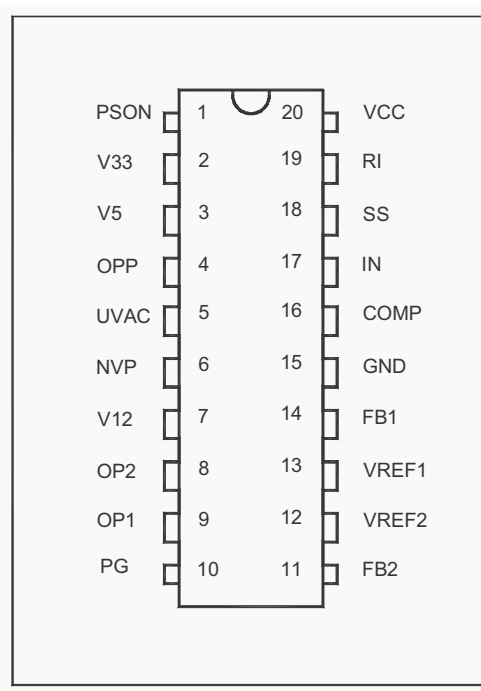 PSON 1 20 VCC
V33 2 19 RI
V5 3 18 SS
OPP 4 17 IN
UVAC 5 16 COMP
NVP 6 15 GND
V12 7 14 FB1
OP2 8 13 VREF1
OP1 9 12 VREF2
PG 10 11 FB2